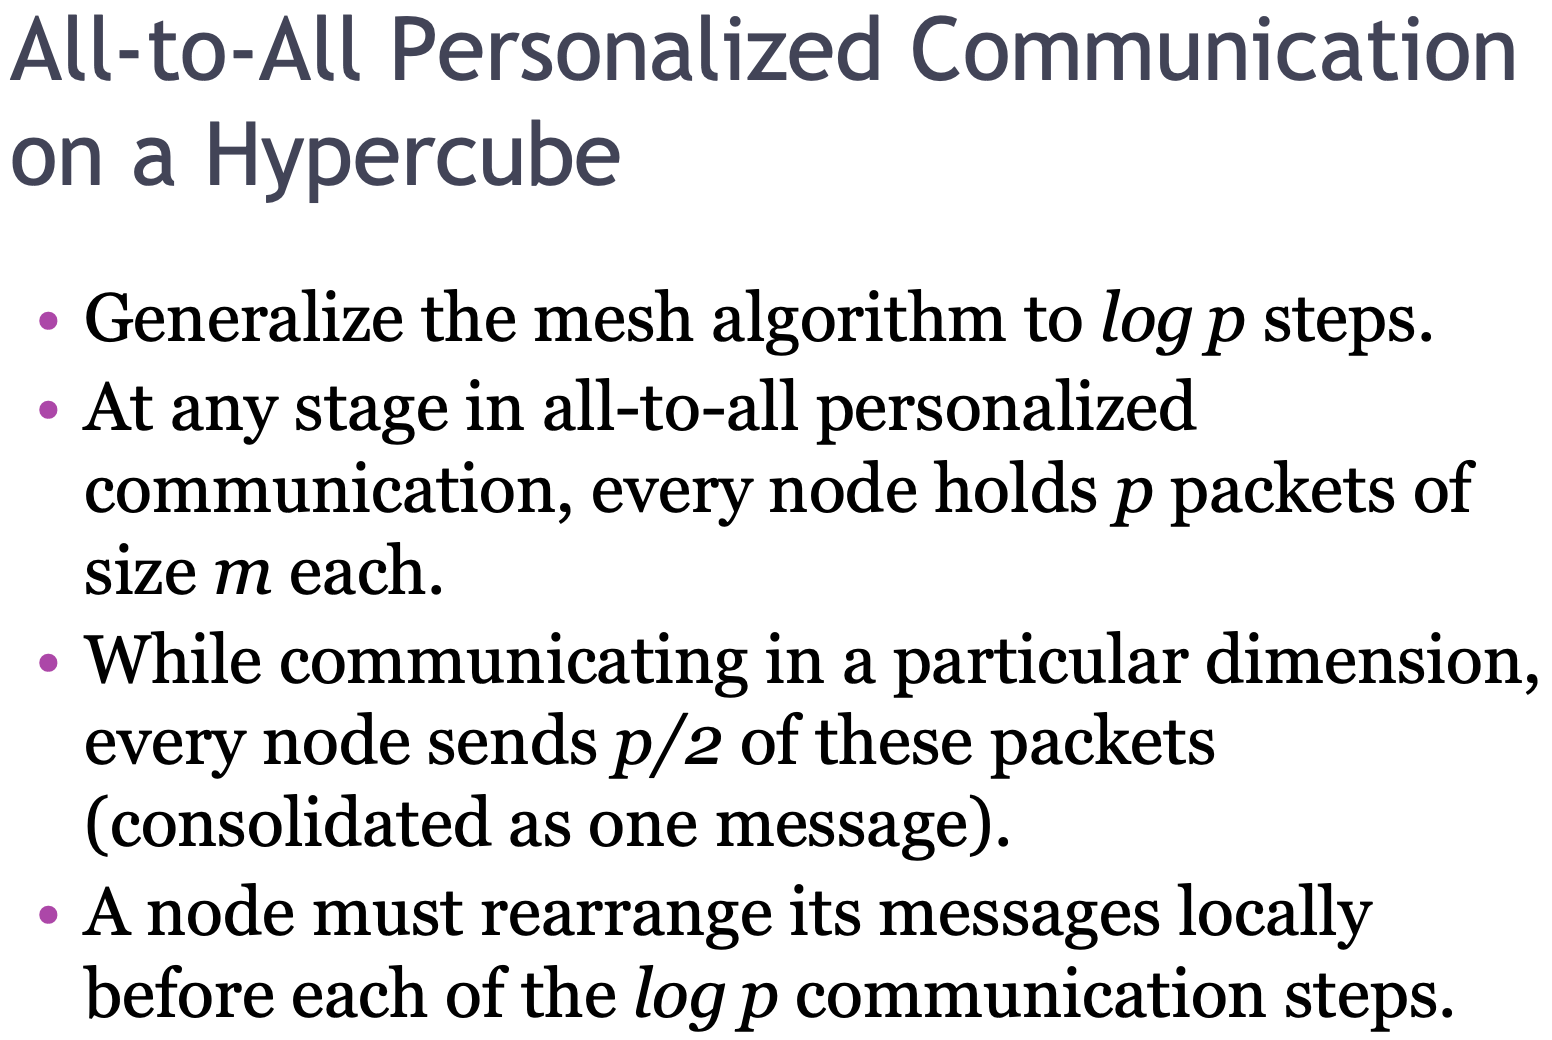 All-to-All Personalized Communication
on a Hypercube
• Generalize the mesh algorithm to log p steps.
• At any stage in all-to-all personalized
communication, every node holds p packets of
size m each.
• While communicating in a particular dimension,
every node sends p/2 of these packets
(consolidated as one message).
• A node must rearrange its messages locally
before each of the log p communication steps.